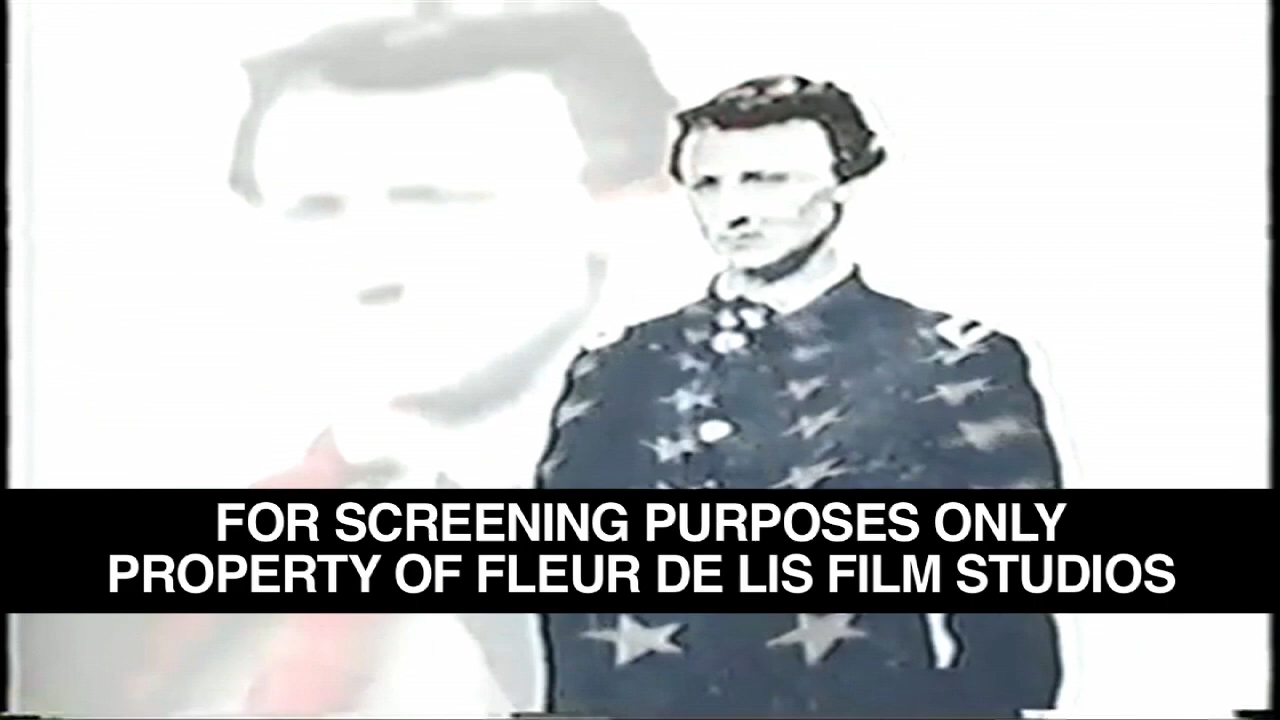 FOR SCREENING PURPOSES ONLY
PROPERTY OF FLEUR DE LIS FILM STUDIOS